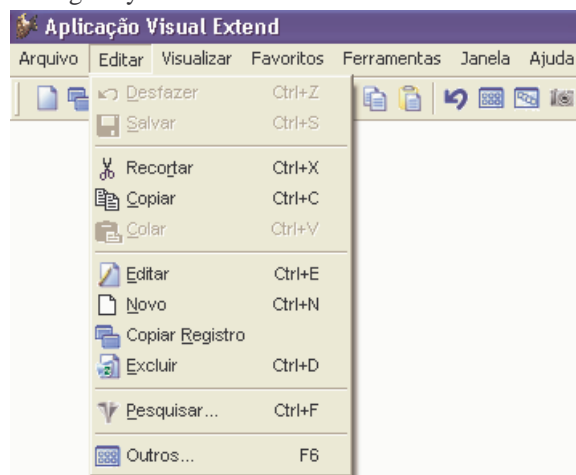 Aplicação Visual Extend
Arquivo Editar Visualizar Favoritos Ferramentas Janela Ajuda
Desfazer Ctrl+Z
Salvar Ctrl+S
Recortar Ctrl+X
Copiar Ctrl+C
Colar Ctrl+V
Editar Ctrl+E
Novo Ctrl+N
Copiar Registro
Excluir Ctrl+D
Pesquisar... Ctrl+F
Outros... F6